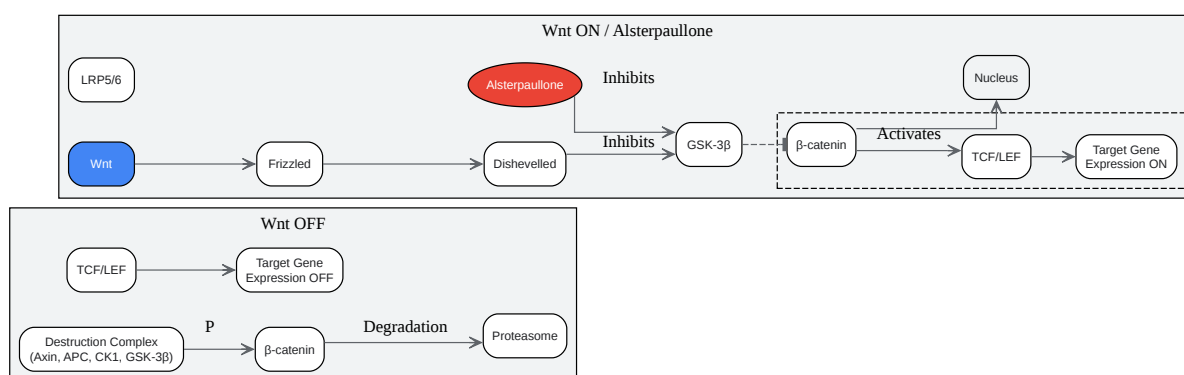 Wnt ON / Alsterpaullone
LRP5/6
Alsterpaullone
Inhibits
Nucleus
Wnt
Frizzled
Dishevelled
Inhibits
GSK-3β
β-catenin
Activates
TCF/LEF
Target Gene
Expression ON
Wnt OFF
TCF/LEF
Target Gene
Expression OFF
Destruction Complex
(Axin, APC, CK1, GSK-3β)
P
β-catenin
Degradation
Proteasome